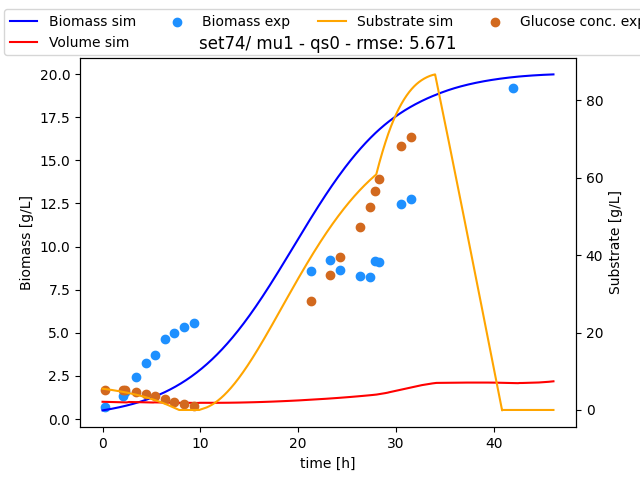 Biomass sim
Biomass exp
Substrate sim
Glucose conc. exp
Volume sim
set74/ mu1 - qs0 - rmse: 5.671
20.0
17.5
15.0
12.5
10.0
7.5
5.0
2.5
0.0
Biomass [g/L]
80
60
40
20
0
Substrate [g/L]
0
10
20
30
40
time [h]